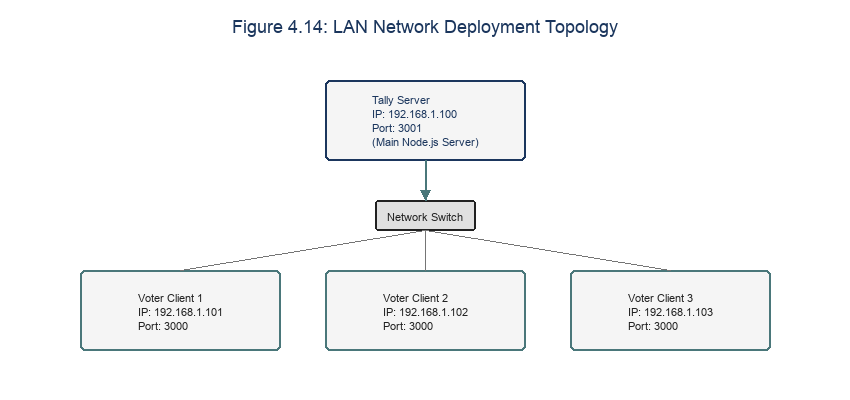 Figure 4.14: LAN Network Deployment Topology
Tally Server
IP: 192.168.1.100
Port: 3001
(Main Node.js Server)
Network Switch
Voter Client 1
IP: 192.168.1.101
Port: 3000
Voter Client 2
IP: 192.168.1.102
Port: 3000
Voter Client 3
IP: 192.168.1.103
Port: 3000